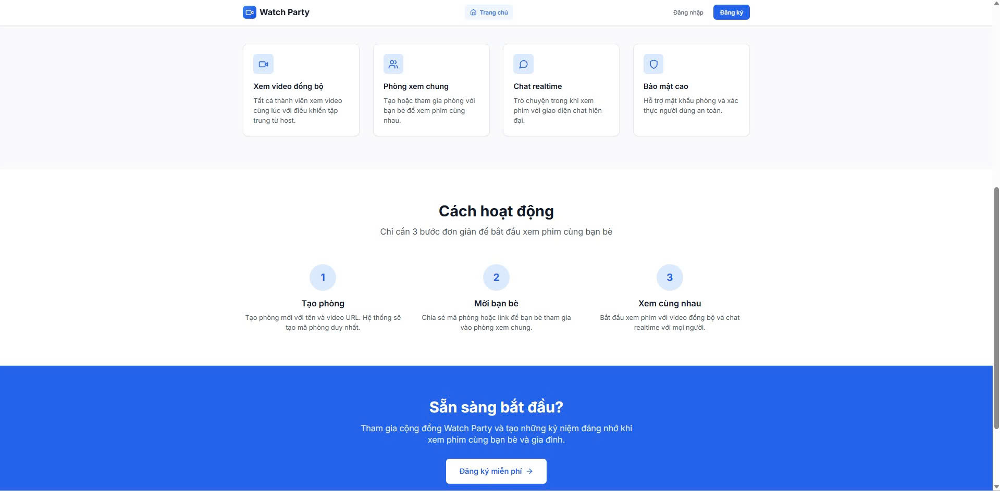 Watch Party
Trang chủ
Đăng nhập
Đăng ký
Xem video đồng bộ
Tất cả thành viên xem video
cùng lúc với điều khiển tập
trung từ host.
Phòng xem chung
Tạo hoặc tham gia phòng với
bạn bè để xem phim cùng
nhau.
Chat realtime
Trò chuyện trong khi xem
phim với giao diện chat hiện
đại.
Bảo mật cao
Hỗ trợ mật khẩu phòng và xác
thực người dùng an toàn.
Cách hoạt động
Chỉ cần 3 bước đơn giản để bắt đầu xem phim cùng bạn bè
1
Tạo phòng
Tạo phòng mới với tên và video URL. Hệ thống sẽ
tạo mã phòng duy nhất.
2
Mời bạn bè
Chia sẻ mã phòng hoặc link để bạn bè tham gia
vào phòng xem chung.
3
Xem cùng nhau
Bắt đầu xem phim với video đồng bộ và chat
realtime với mọi người.
Sẵn sàng bắt đầu?
Tham gia cộng đồng Watch Party và tạo những kỷ niệm đáng nhớ khi
xem phim cùng bạn bè và gia đình.
Đăng ký miễn phí →